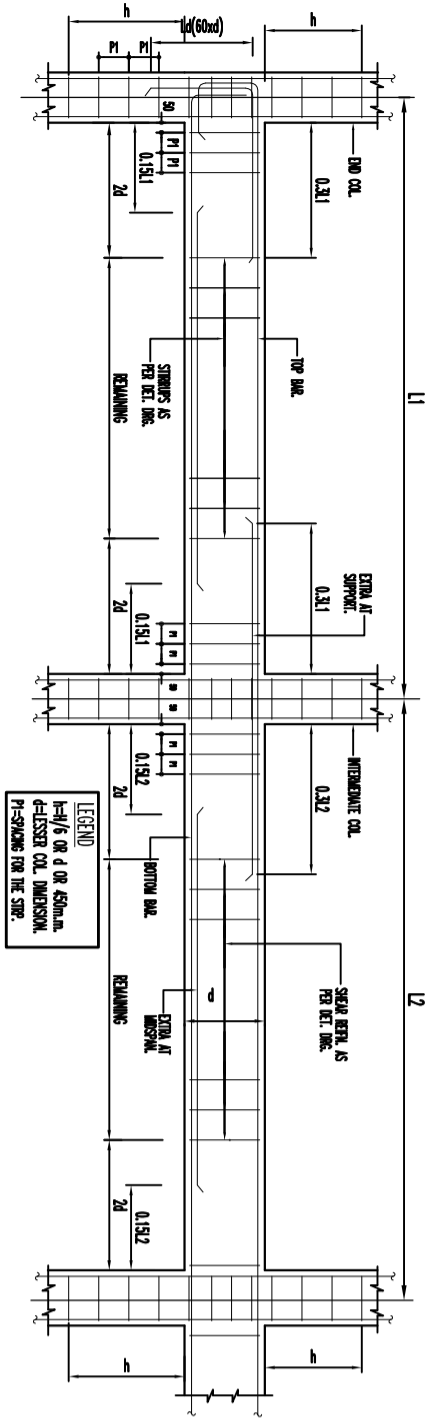 L1
L2
h
h
h
h
P1
P1
Ld(60xd)
END COL.
0.3L1
TOP BAR.
EXTRA AT
SUPPORT.
0.3L1
INTERMEDIATE COL.
0.3L2
SHEAR REFN. AS
PER DET. DRG.
50
P1
P1
0.15L1
2d
STIRRUPS AS
PER DET. DRG.
REMAINING
P1
P1
0.15L1
2d
50
50
P1
P1
0.15L2
2d
BOTTOM BAR.
EXTRA AT
MIDSPAN.
d
REMAINING
0.15L2
2d
LEGEND
h=H/6 OR d OR 450m.m.
d=LESSER COL. DIMENSION.
P1=SPACING FOR THE STRP.